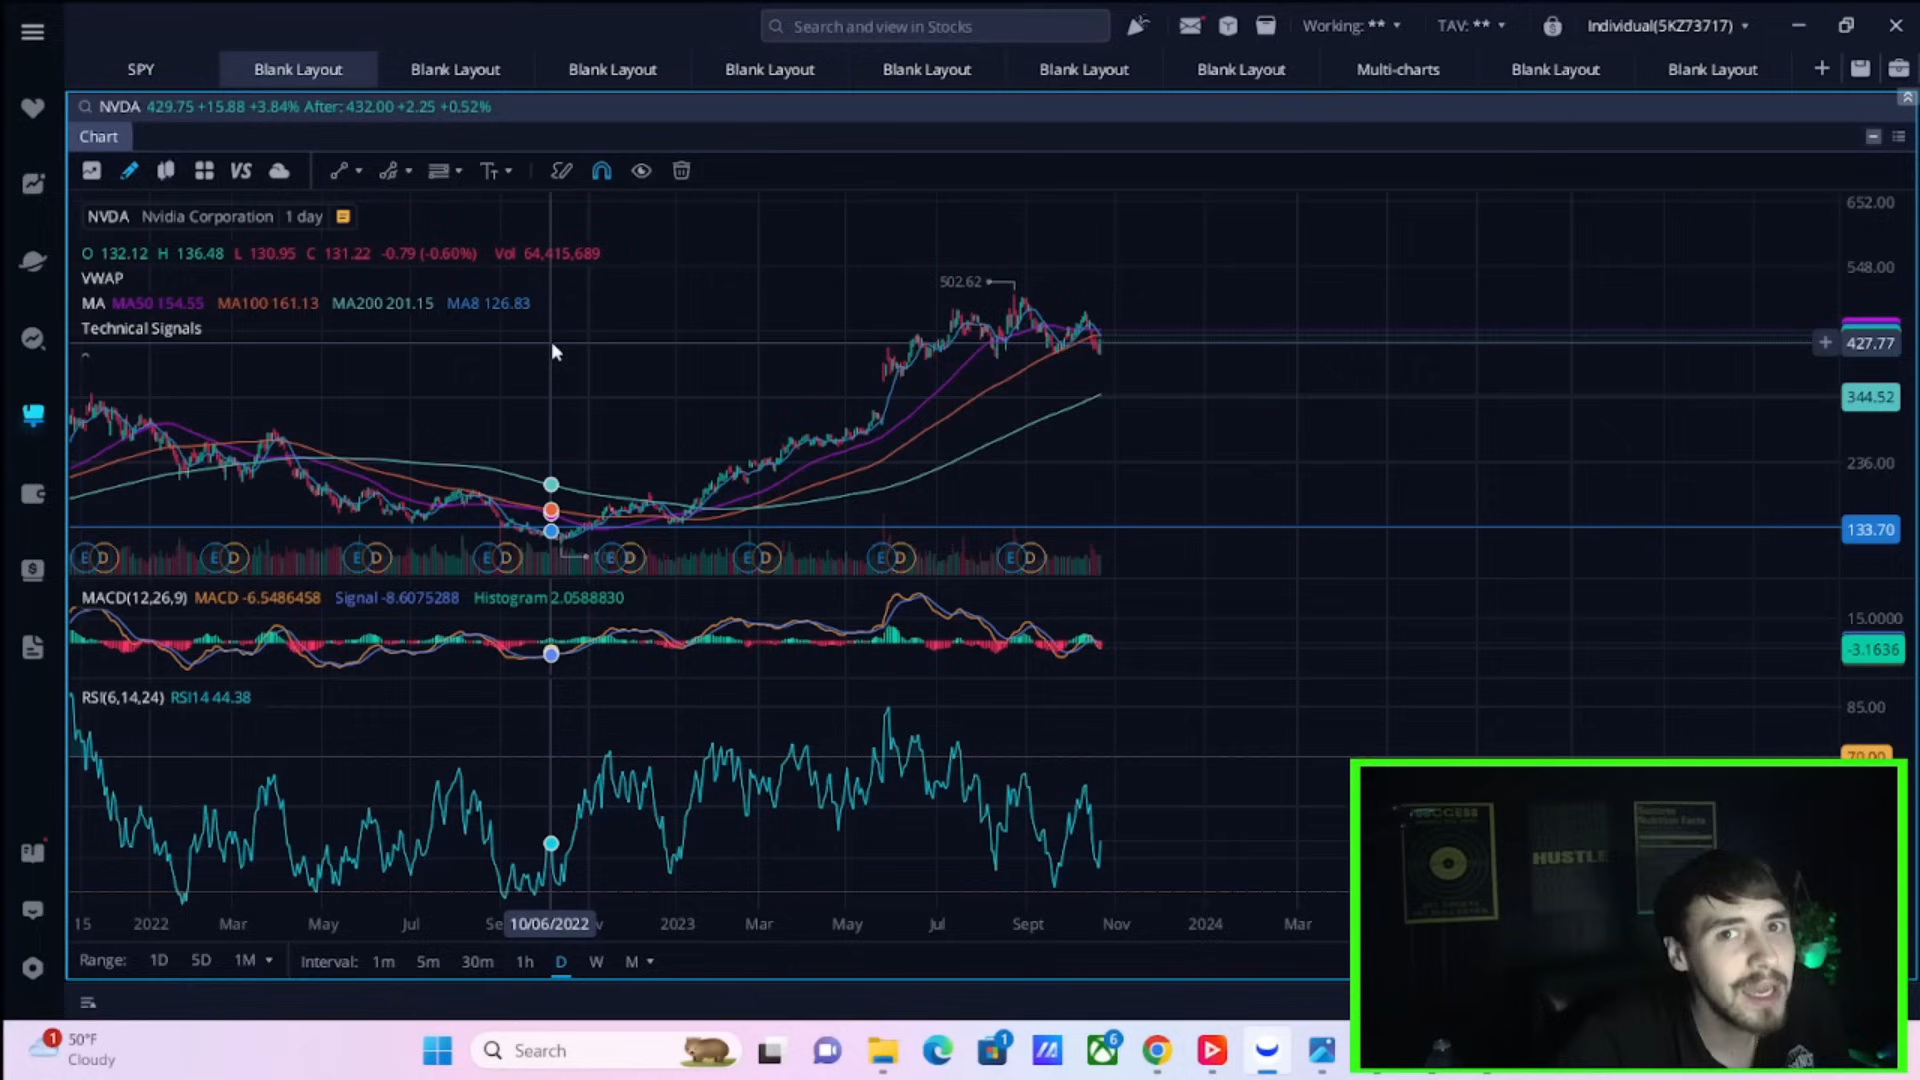 Search and view in Stocks
Working: **
TAV: **
Individual(5KZ73717)
SPY
Blank Layout
Blank Layout
Blank Layout
Blank Layout
Blank Layout
Blank Layout
Blank Layout
Multi-charts
Blank Layout
Blank Layout
NVDA 429.75 +15.88 +3.84% After: 432.00 +2.25 +0.52%
Chart
VS
NVDA Nvidia Corporation 1 day
652.00
O 132.12 H 136.48 L 130.95 C 131.22 -0.79 (-0.60%) Vol 64,415,689
548.00
VWAP
502.62
MA MA50 154.55 MA100 161.13 MA200 201.15 MA8 126.83
Technical Signals
427.77
344.52
236.00
133.70
E D E D E D E D E D E D E D E D
MACD(12,26,9) MACD -6.5486458 Signal -8.6075288 Histogram 2.0588830
15.0000
-3.1636
RSI(6,14,24) RSI14 44.38
85.00
70.00
SUCCESS
HUSTLE
15 2022 Mar May Jul Se 10/06/2022 v 2023 Mar May Jul Sept Nov 2024 Mar
Range: 1D 5D 1M Interval: 1m 5m 30m 1h D W M
1
50°F
Cloudy
Search
1
6